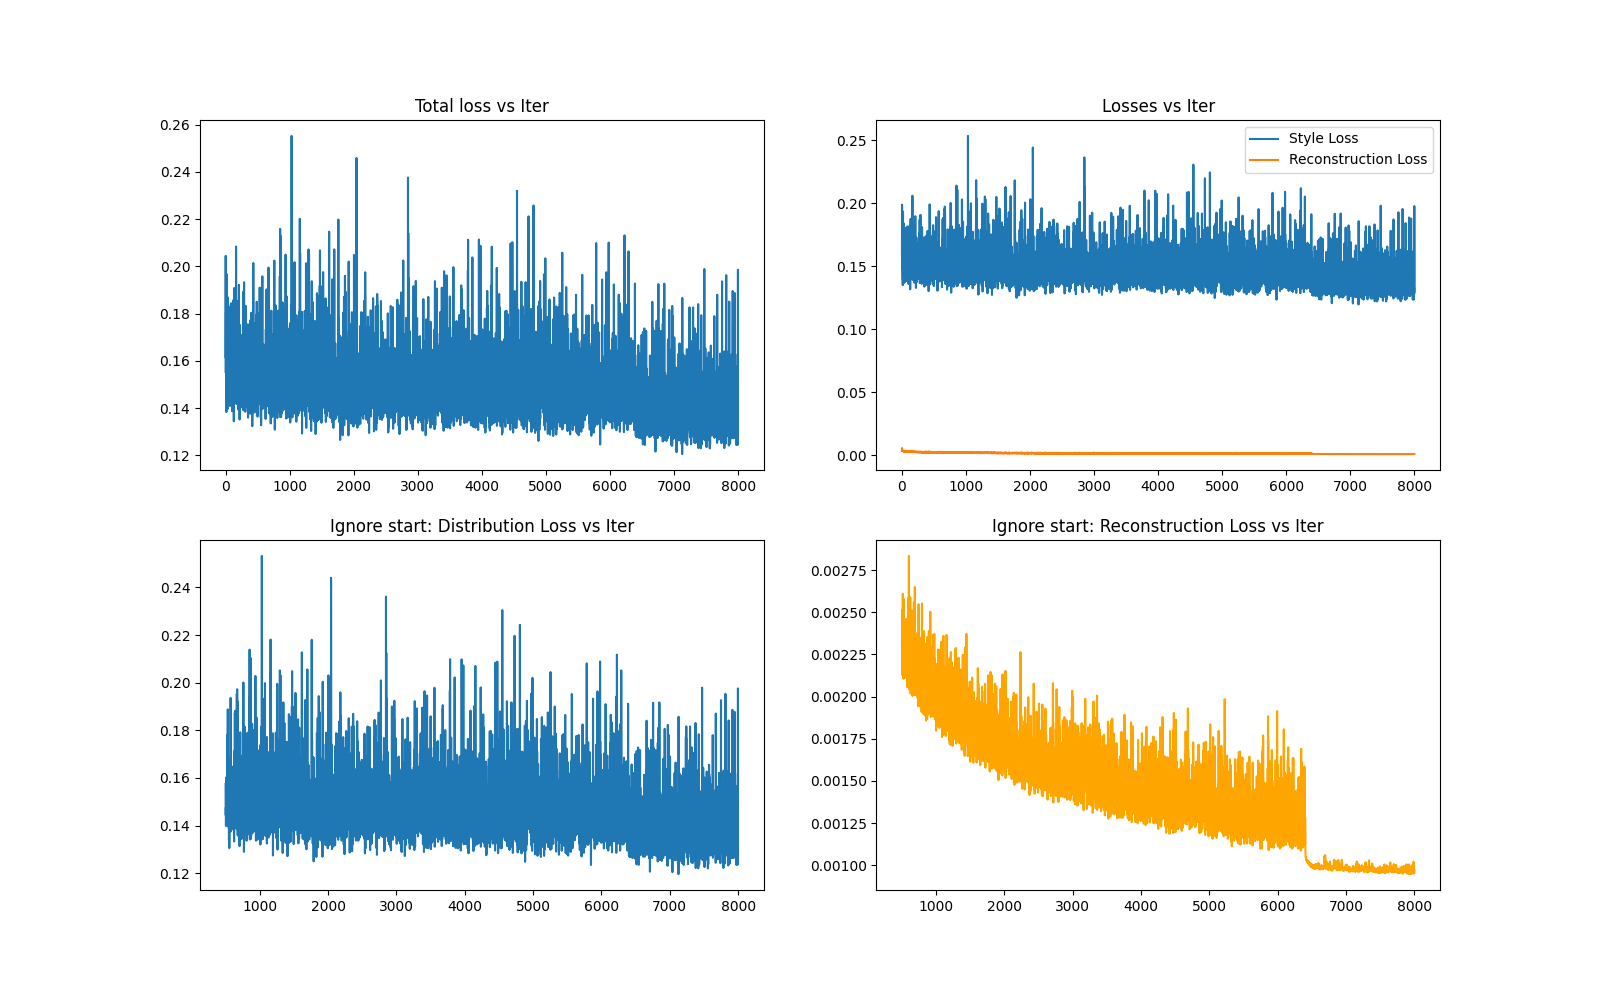 Total loss vs Iter
0.26
0.24
0.22
0.20
0.18
0.16
0.14
0.12
0 1000 2000 3000 4000 5000 6000 7000 8000
Losses vs Iter
Style Loss
Reconstruction Loss
0.25
0.20
0.15
0.10
0.05
0.00
0 1000 2000 3000 4000 5000 6000 7000 8000
Ignore start: Distribution Loss vs Iter
0.24
0.22
0.20
0.18
0.16
0.14
0.12
1000 2000 3000 4000 5000 6000 7000 8000
Ignore start: Reconstruction Loss vs Iter
0.00275
0.00250
0.00225
0.00200
0.00175
0.00150
0.00125
0.00100
1000 2000 3000 4000 5000 6000 7000 8000